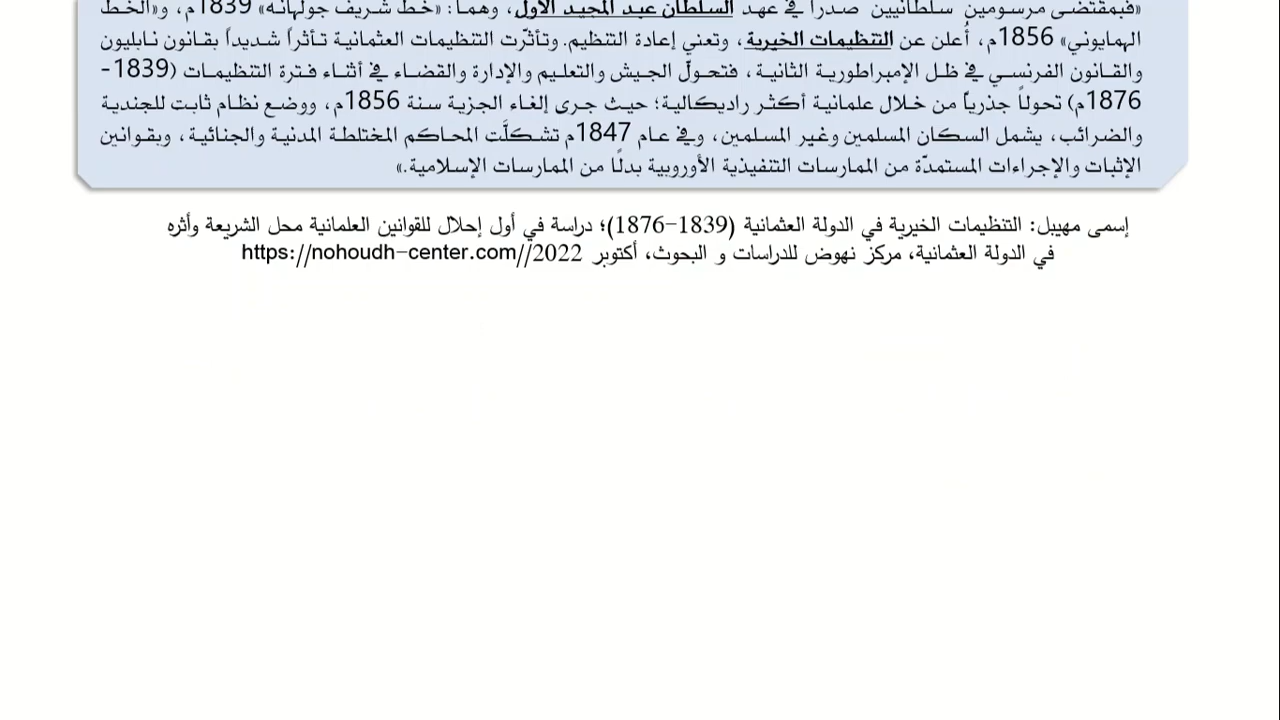 «فبمقتضى مرسومين سلطانيين صدرا في عهد السلطان عبد المجيد الأول، وهما: «خط شريف جولهانه» 1839م، و«الخط
الهمايوني» 1856م، أُعلن عن التنظيمات الخيرية، وتعني إعادة التنظيم. وتأثرّت التنظيمات العثمانية تأثراً شديداً بقانون نابليون
والقانون الفرنسي في ظل الإمبراطورية الثانية، فتحولّ الجيش والتعليم والإدارة والقضاء في أثناء فترة التنظيمات (1839-
1876م) تحولاً جذرياً من خلال علمانية أكثر راديكالية؛ حيث جرى إلغاء الجزية سنة 1856م، ووضع نظام ثابت للجندية
والضرائب، يشمل السكان المسلمين وغير المسلمين، وفي عام 1847م تشكلَّت المحاكم المختلطة المدنية والجنائية، وبقوانين
الإثبات والإجراءات المستمدّة من الممارسات التنفيذية الأوروبية بدلًا من الممارسات الإسلامية.»
إسمى مهيبل: التنظيمات الخيرية في الدولة العثمانية (1839-1876)؛ دراسة في أول إحلال للقوانين العلمانية محل الشريعة وأثره
في الدولة العثمانية، مركز نهوض للدراسات و البحوث، أكتوبر 2022//https://nohoudh-center.com